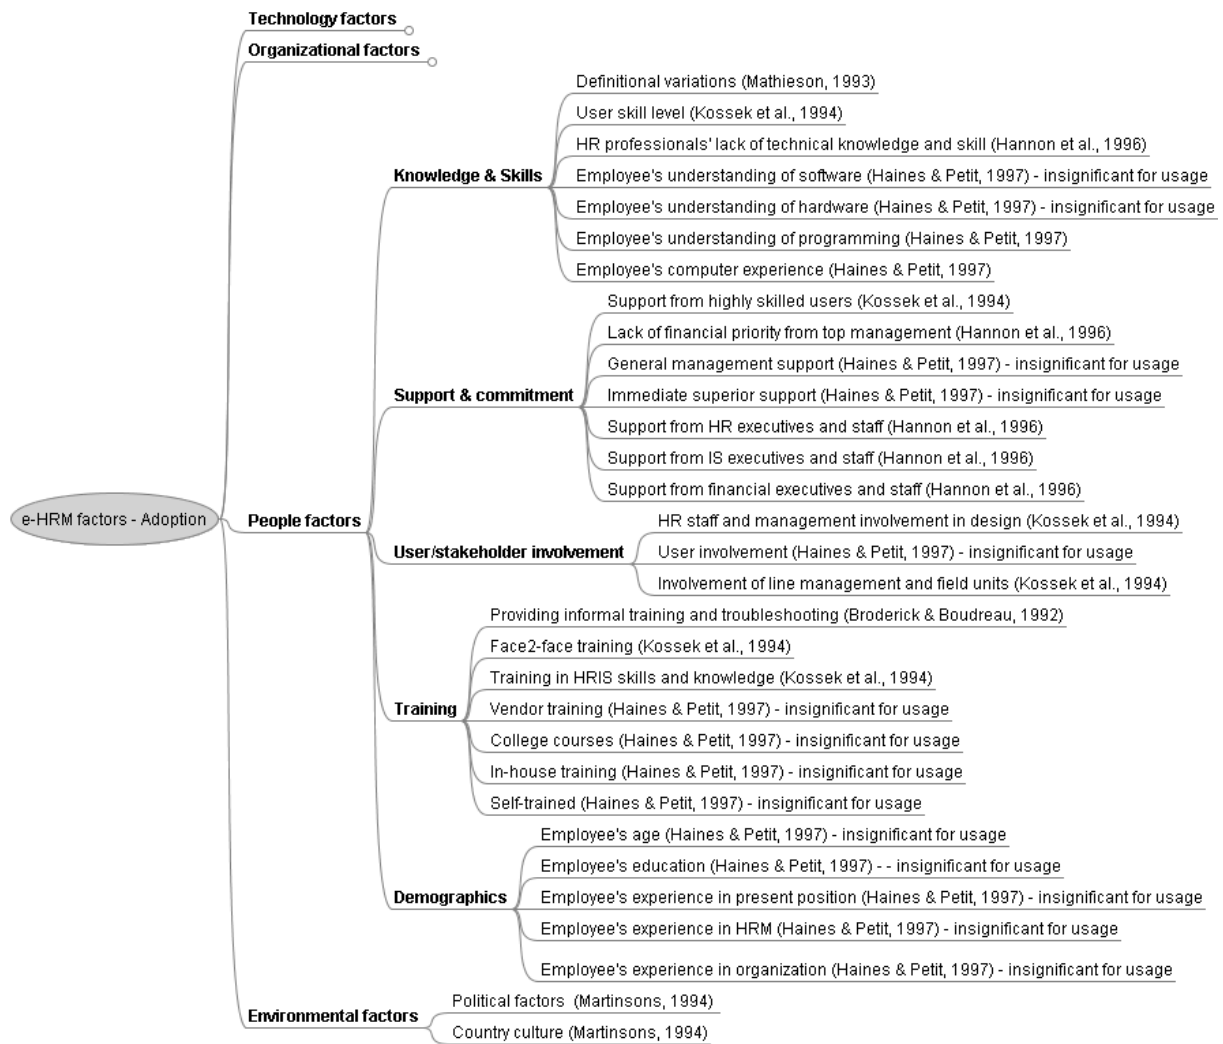 Technology factors
Organizational factors
Definitional variations (Mathieson, 1993)
User skill level (Kossek et al., 1994)
HR professionals' lack of technical knowledge and skill (Hannon et al., 1996)
Knowledge & Skills
Employee's understanding of software (Haines & Petit, 1997) - insignificant for usage
Employee's understanding of hardware (Haines & Petit, 1997) - insignificant for usage
Employee's understanding of programming (Haines & Petit, 1997)
Employee's computer experience (Haines & Petit, 1997)
Support from highly skilled users (Kossek et al., 1994)
Lack of financial priority from top management (Hannon et al., 1996)
General management support (Haines & Petit, 1997) - insignificant for usage
Support & commitment
Immediate superior support (Haines & Petit, 1997) - insignificant for usage
Support from HR executives and staff (Hannon et al., 1996)
Support from IS executives and staff (Hannon et al., 1996)
Support from financial executives and staff (Hannon et al., 1996)
e-HRM factors - Adoption
People factors
HR staff and management involvement in design (Kossek et al., 1994)
User/stakeholder involvement
User involvement (Haines & Petit, 1997) - insignificant for usage
Involvement of line management and field units (Kossek et al., 1994)
Providing informal training and troubleshooting (Broderick & Boudreau, 1992)
Face2-face training (Kossek et al., 1994)
Training in HRIS skills and knowledge (Kossek et al., 1994)
Training
Vendor training (Haines & Petit, 1997) - insignificant for usage
College courses (Haines & Petit, 1997) - insignificant for usage
In-house training (Haines & Petit, 1997) - insignificant for usage
Self-trained (Haines & Petit, 1997) - insignificant for usage
Employee's age (Haines & Petit, 1997) - insignificant for usage
Employee's education (Haines & Petit, 1997) - - insignificant for usage
Demographics
Employee's experience in present position (Haines & Petit, 1997) - insignificant for usage
Employee's experience in HRM (Haines & Petit, 1997) - insignificant for usage
Employee's experience in organization (Haines & Petit, 1997) - insignificant for usage
Environmental factors
Political factors  (Martinsons, 1994)
Country culture (Martinsons, 1994)